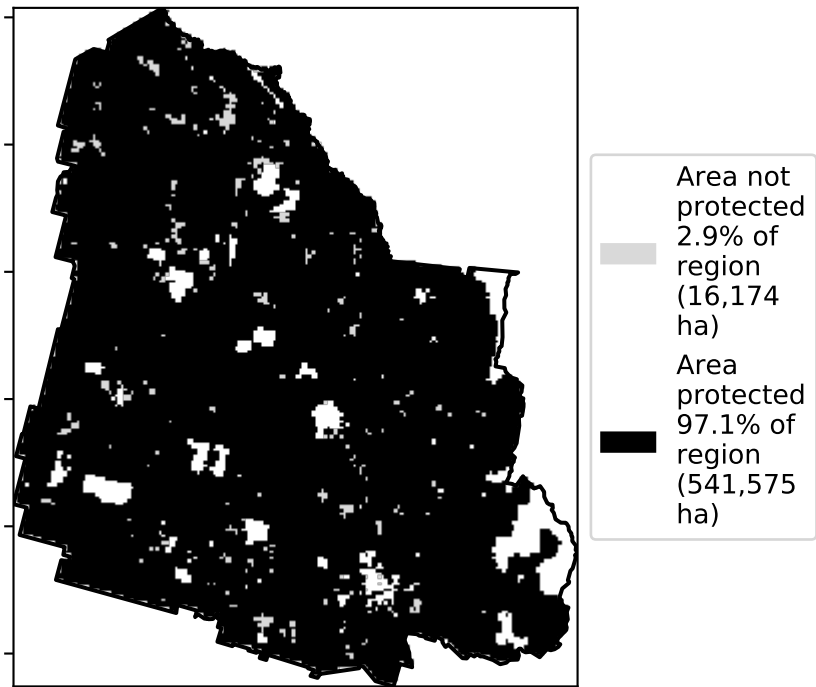 Area not
protected
2.9% of
region
(16,174
ha)
Area
protected
97.1% of
region
(541,575
ha)